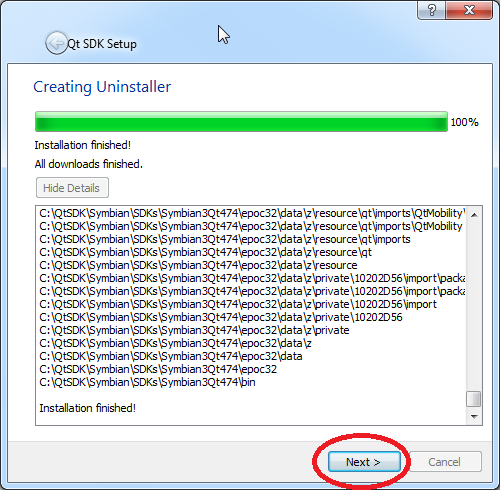 Qt SDK Setup
Creating Uninstaller
100%
Installation finished!
All downloads finished.
Hide Details
C:\QtSDK\Symbian\SDKs\Symbian3Qt474\epoc32\data\z\resource\qt\imports\QtMobility\
C:\QtSDK\Symbian\SDKs\Symbian3Qt474\epoc32\data\z\resource\qt\imports\QtMobility
C:\QtSDK\Symbian\SDKs\Symbian3Qt474\epoc32\data\z\resource\qt\imports
C:\QtSDK\Symbian\SDKs\Symbian3Qt474\epoc32\data\z\resource\qt
C:\QtSDK\Symbian\SDKs\Symbian3Qt474\epoc32\data\z\resource
C:\QtSDK\Symbian\SDKs\Symbian3Qt474\epoc32\data\z\private\10202D56\import\packa
C:\QtSDK\Symbian\SDKs\Symbian3Qt474\epoc32\data\z\private\10202D56\import\packa
C:\QtSDK\Symbian\SDKs\Symbian3Qt474\epoc32\data\z\private\10202D56\import
C:\QtSDK\Symbian\SDKs\Symbian3Qt474\epoc32\data\z\private\10202D56
C:\QtSDK\Symbian\SDKs\Symbian3Qt474\epoc32\data\z\private
C:\QtSDK\Symbian\SDKs\Symbian3Qt474\epoc32\data\z
C:\QtSDK\Symbian\SDKs\Symbian3Qt474\epoc32\data
C:\QtSDK\Symbian\SDKs\Symbian3Qt474\epoc32
C:\QtSDK\Symbian\SDKs\Symbian3Qt474\bin
Installation finished!
Next >
Cancel